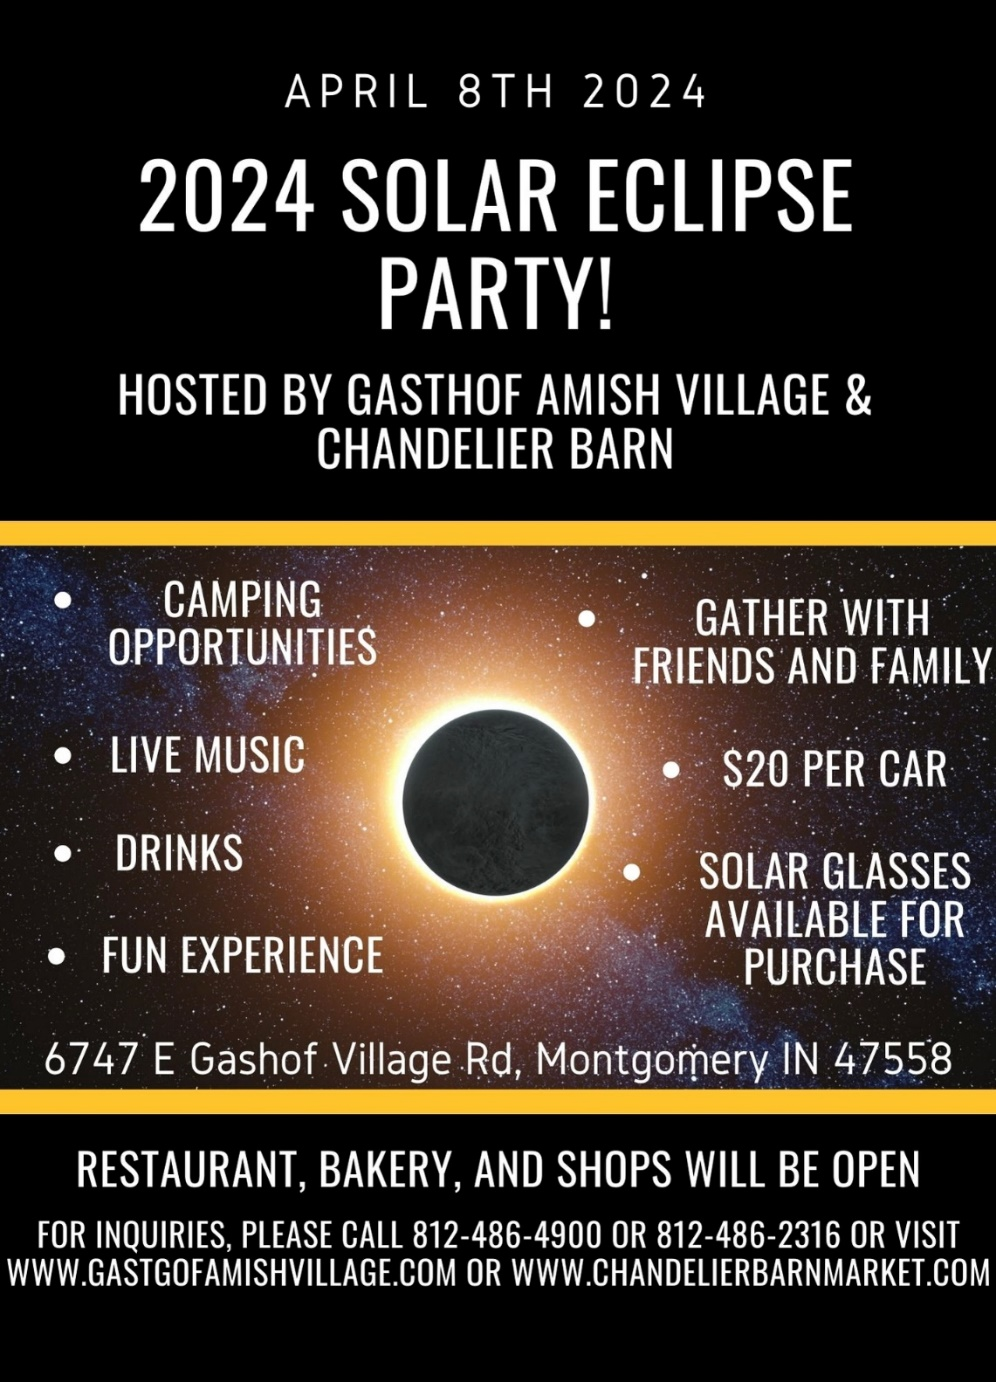 APRIL 8TH 2024
2024 SOLAR ECLIPSE
PARTY!
HOSTED BY GASTHOF AMISH VILLAGE &
CHANDELIER BARN
• CAMPING
OPPORTUNITIES
• LIVE MUSIC
• DRINKS
• FUN EXPERIENCE
• GATHER WITH
FRIENDS AND FAMILY
• $20 PER CAR
• SOLAR GLASSES
AVAILABLE FOR
PURCHASE
6747 E Gashof Village Rd, Montgomery IN 47558
RESTAURANT, BAKERY, AND SHOPS WILL BE OPEN
FOR INQUIRIES, PLEASE CALL 812-486-4900 OR 812-486-2316 OR VISIT
WWW.GASTGOFAMISHVILLAGE.COM OR WWW.CHANDELIERBARNMARKET.COM